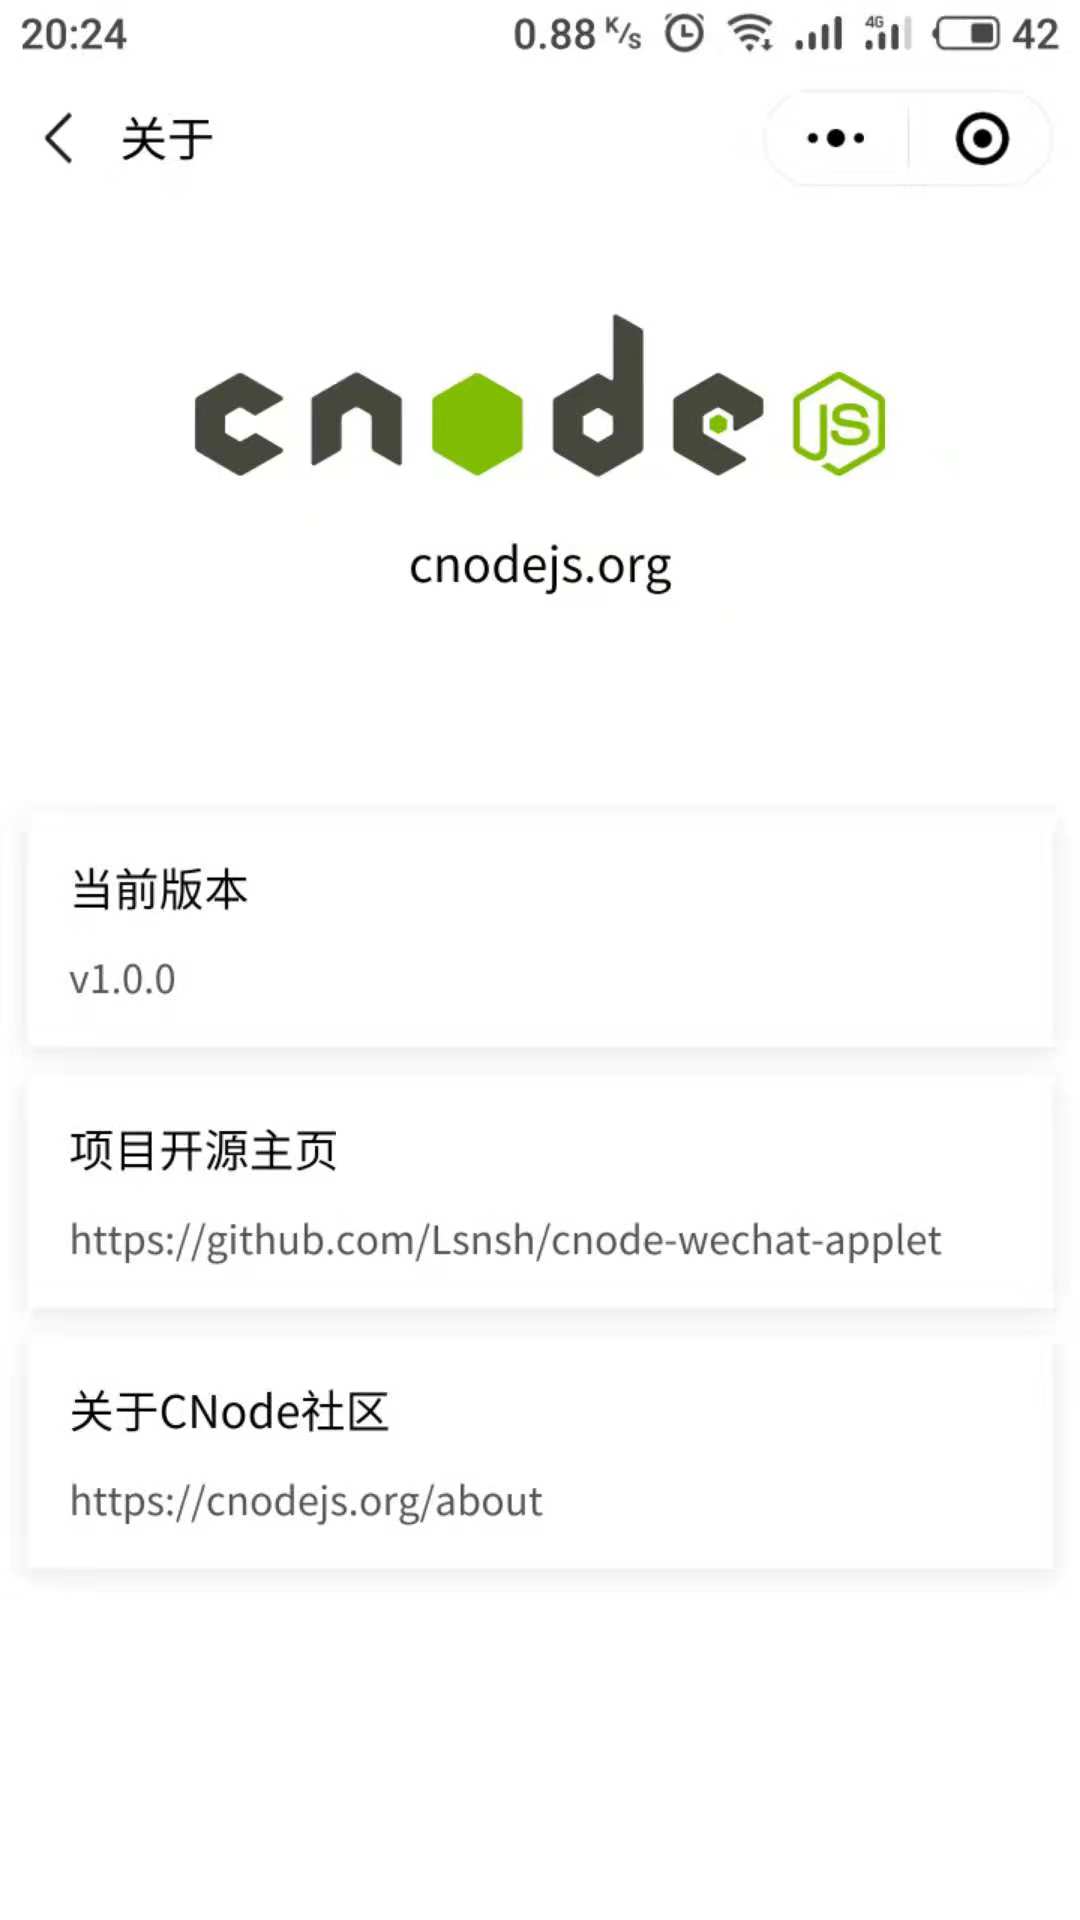 20:24 0.88 K/s 4G 42
关于
cnodeJS
cnodejs.org
当前版本
v1.0.0
项目开源主页
https://github.com/Lsnsh/cnode-wechat-applet
关于CNode社区
https://cnodejs.org/about